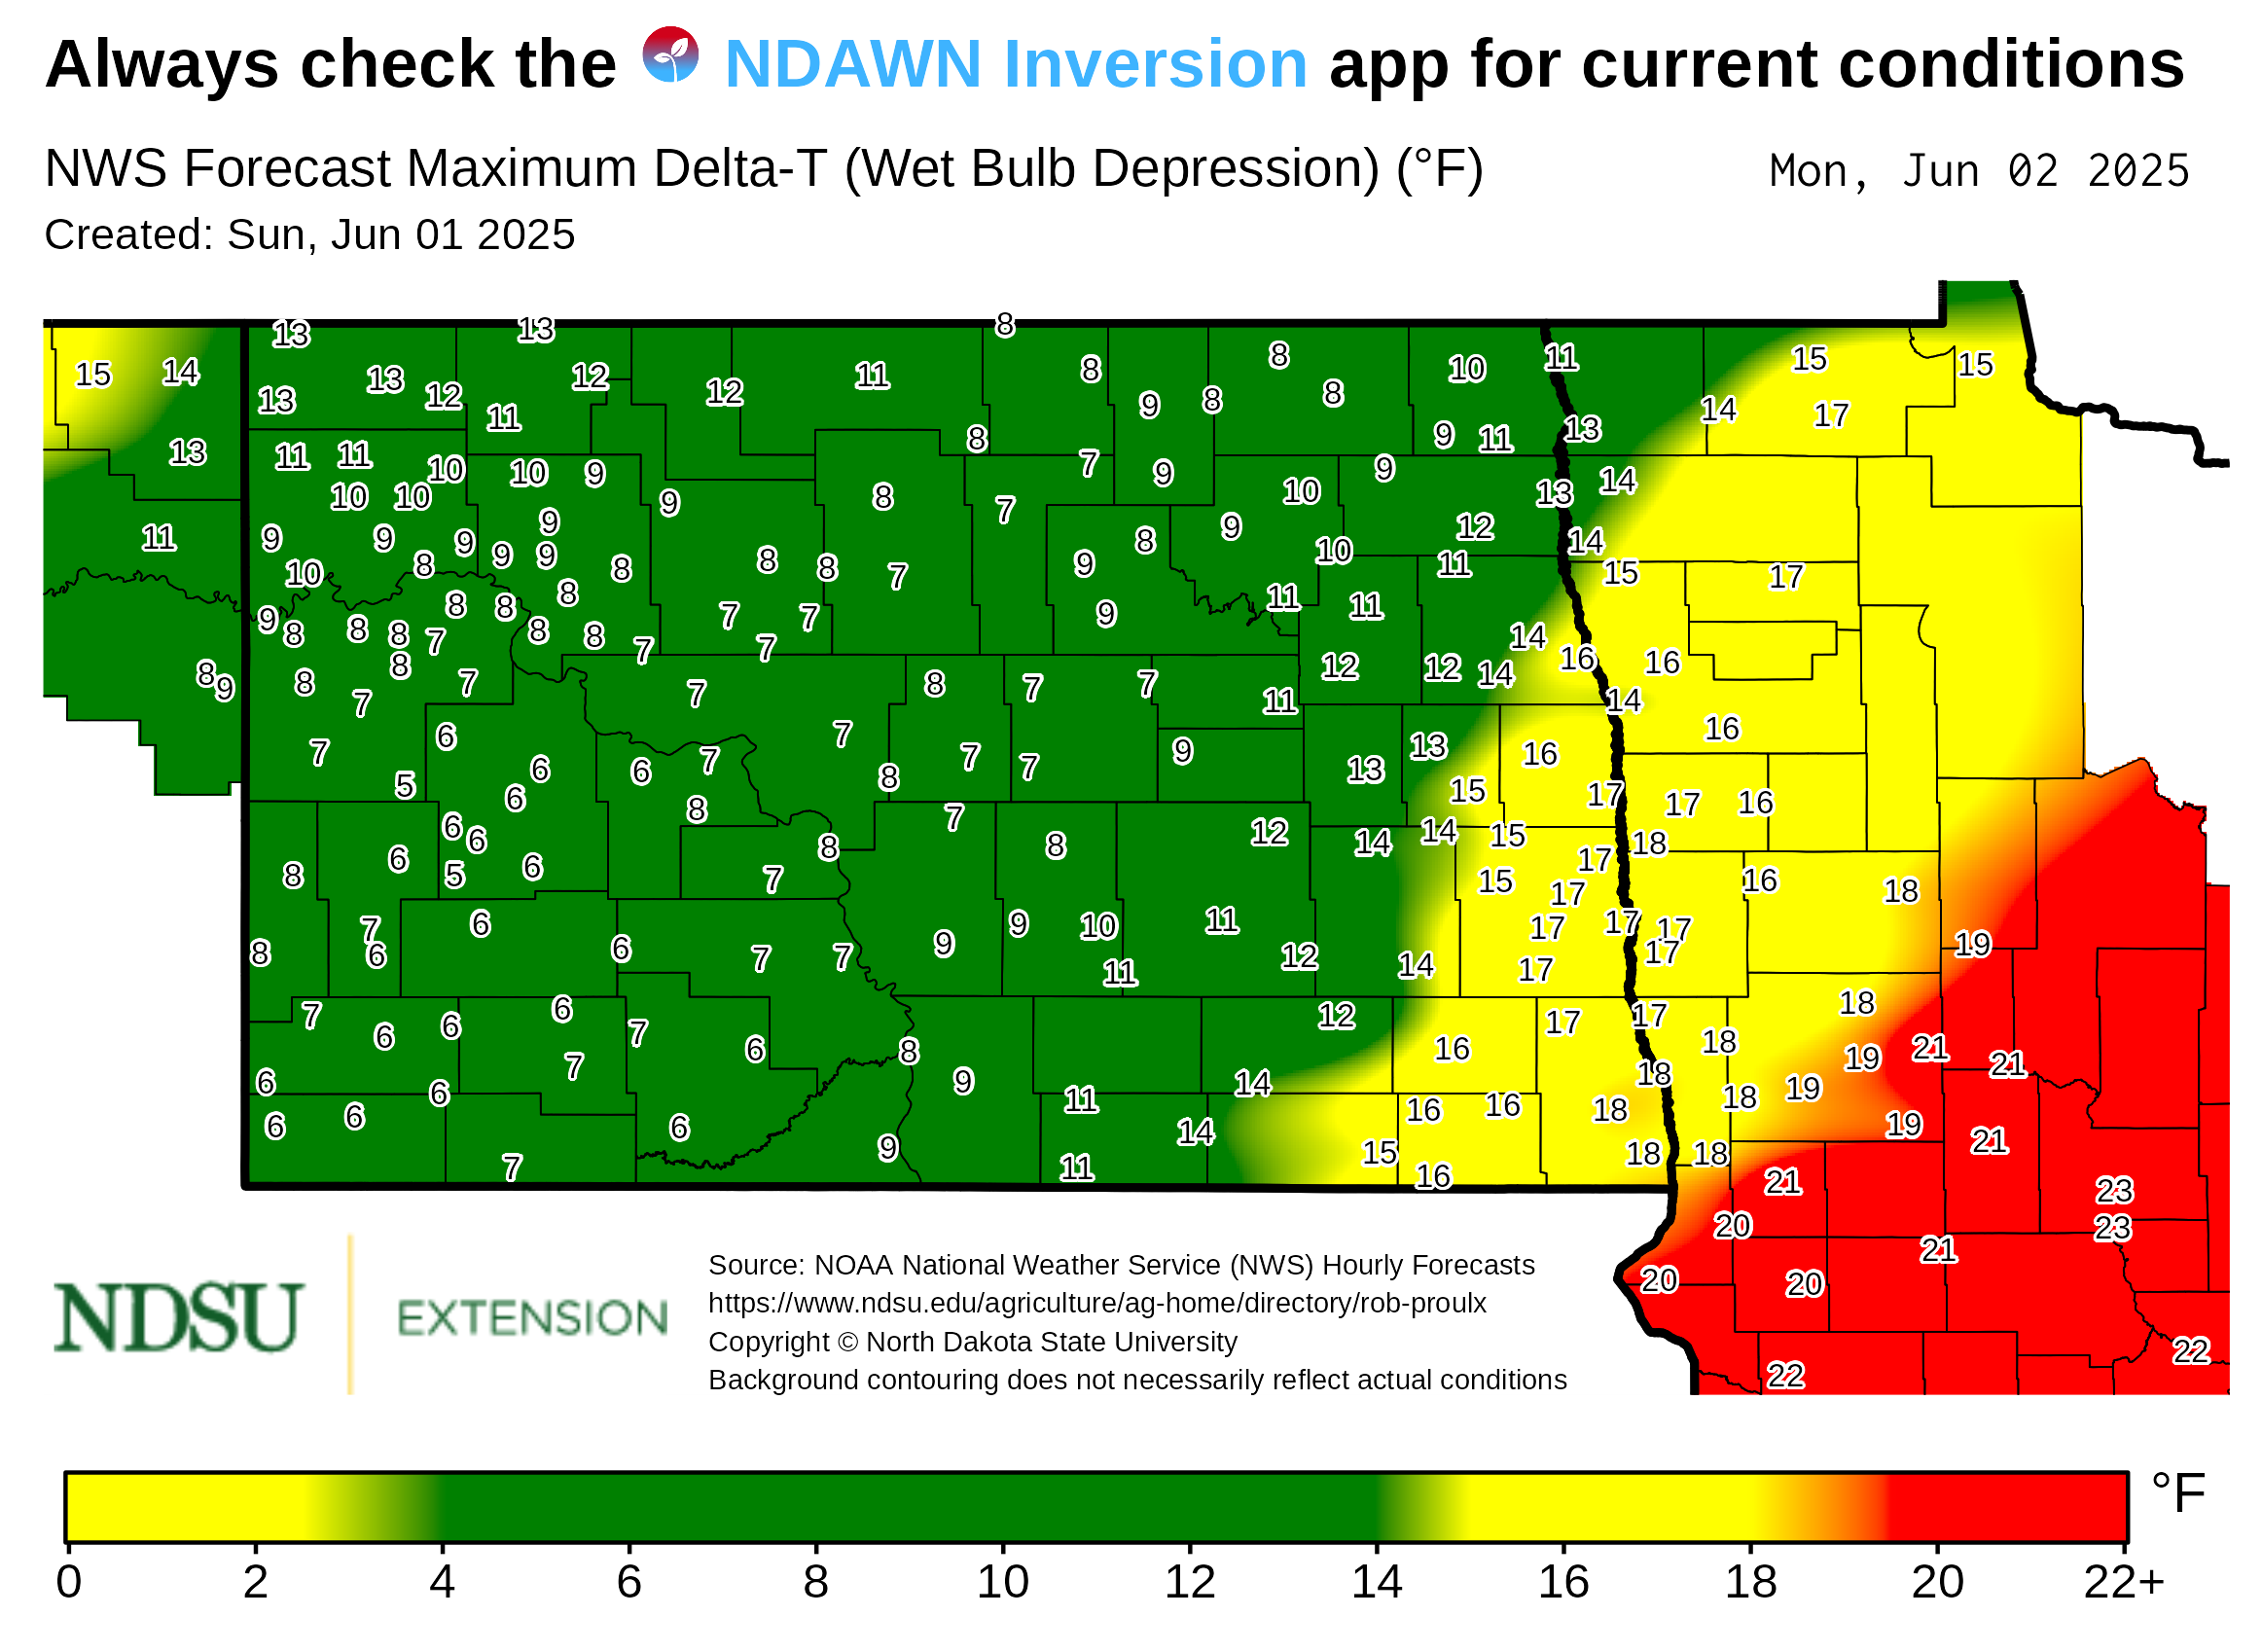 Always check the NDAWN Inversion app for current conditions
NWS Forecast Maximum Delta-T (Wet Bulb Depression) (°F)
Mon, Jun 02 2025
Created: Sun, Jun 01 2025
13 13 8
15 14 13 12 11 8 8 10 11 15 15
13 12 11 12 9 8 8 14 17
13 11 11 8 9 11 13
10 10 9 7 9 9 14
10 10 9 8 7 10 13
11 9 9 9 9 8 9 12 14
10 8 9 9 8 8 8 7 9 10 11 15 17
9 8 8 8 7 7 9 11 11
8 8 8 7 8 8 7 7 14
8 9 8 8 7 7 8 7 7 11 12 12 14 16 16
7 6 7 14 16
7 5 6 6 6 7 8 7 7 9 13 13 16
6 6 8 7 15 17 17 16
8 6 5 6 8 7 8 12 14 14 15 17 18
7 6 9 9 10 11 15 17 16 18
8 6 6 7 7 11 12 14 17 17 17 17 17 19
7 6 6 6 7 6 8 12 16 17 17 18 18
6 6 7 9 11 14 16 16 18 18 18 19 19 21 21
6 6 6 9 14 15 18 18 19 21
7 11 16 21 23
20 23
20 20 21
22 22
NDSU EXTENSION
Source: NOAA National Weather Service (NWS) Hourly Forecasts
https://www.ndsu.edu/agriculture/ag-home/directory/rob-proulx
Copyright © North Dakota State University
Background contouring does not necessarily reflect actual conditions
°F
0 2 4 6 8 10 12 14 16 18 20 22+